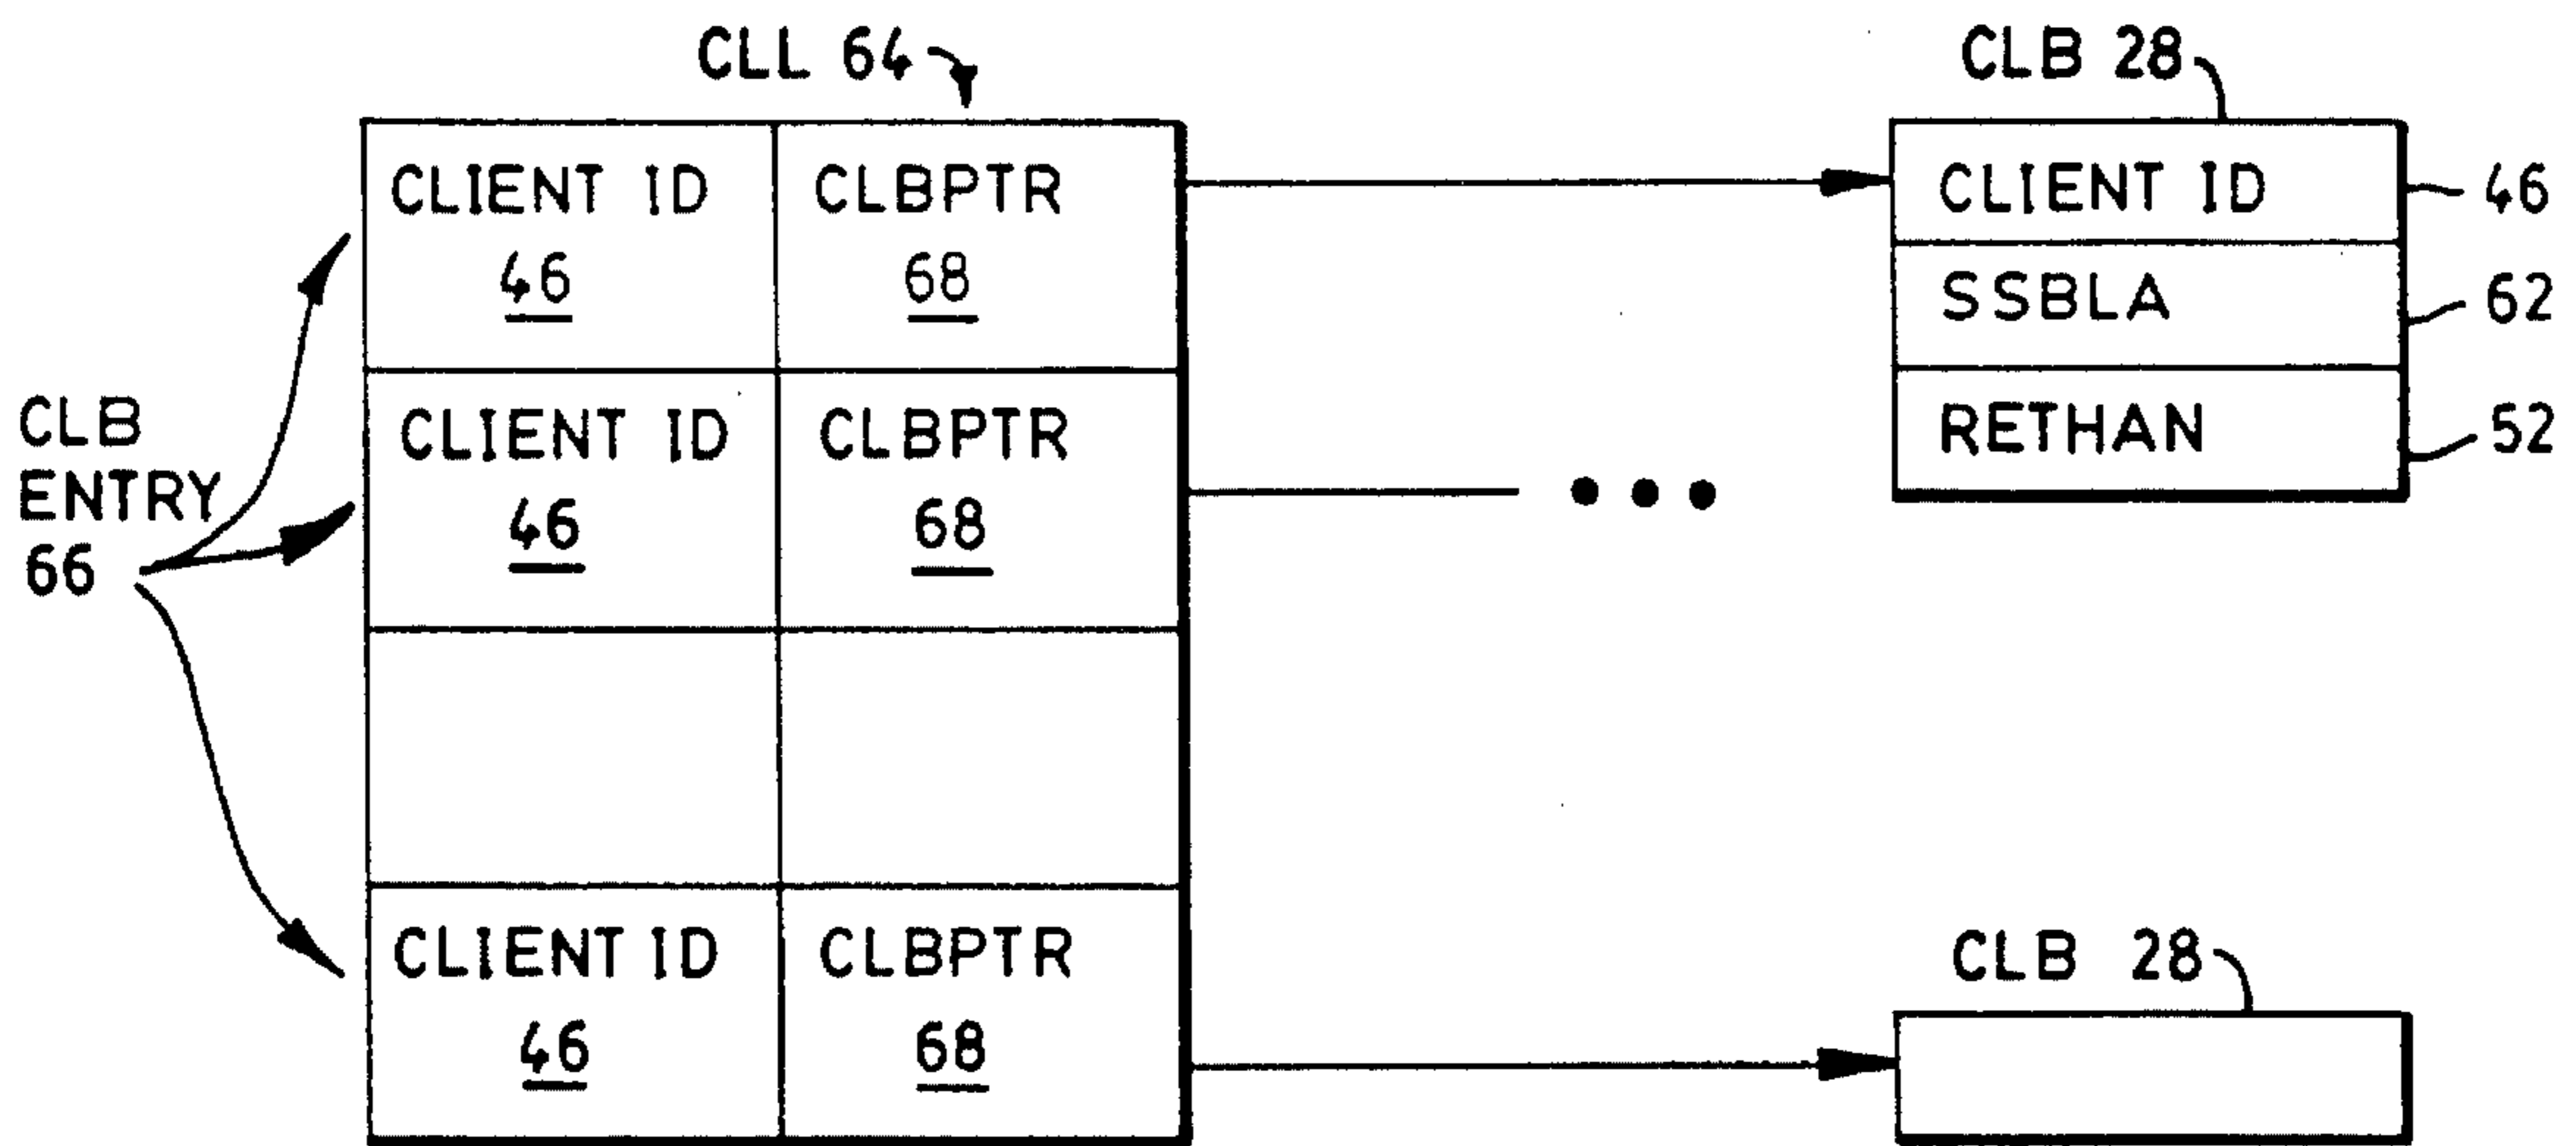 CLL 64
CLB 28
CLIENT ID
46
CLBPTR
68
CLIENT ID
46
SSBLA
62
RETHAN
52
CLB
ENTRY
66
CLIENT ID
46
CLBPTR
68
CLIENT ID
46
CLBPTR
68
CLB 28